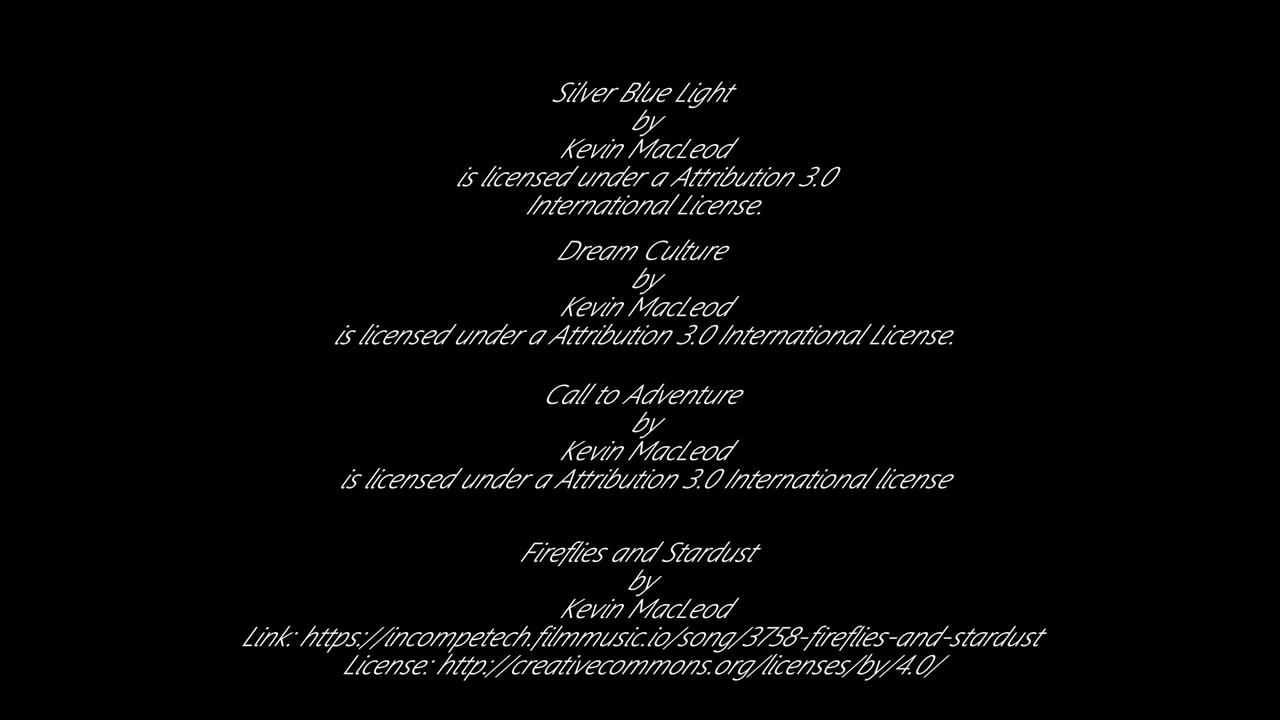 Silver Blue Light
by
Kevin MacLeod
is licensed under a Attribution 3.0
International License.
Dream Culture
by
Kevin MacLeod
is licensed under a Attribution 3.0 International License.
Call to Adventure
by
Kevin MacLeod
is licensed under a Attribution 3.0 International license
Fireflies and Stardust
by
Kevin MacLeod
Link: https://incompetech.filmmusic.io/song/3758-fireflies-and-stardust
License: http://creativecommons.org/licenses/by/4.0/